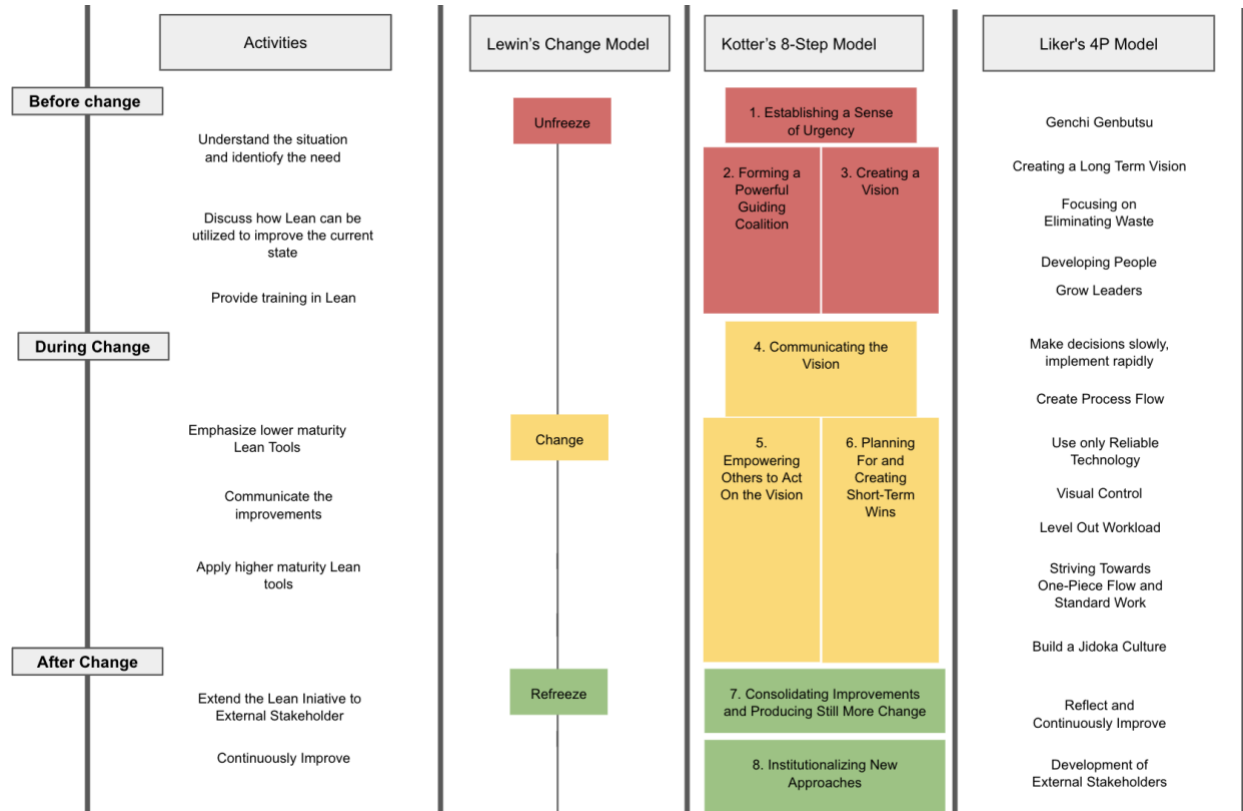 Activities
Lewin's Change Model
Kotter's 8-Step Model
Liker's 4P Model
Before change
Understand the situation
and identiofy the need
Discuss how Lean can be
utilized to improve the current
state
Provide training in Lean
Unfreeze
1. Establishing a Sense
of Urgency
2. Forming a
Powerful
Guiding
Coalition
3. Creating a
Vision
Genchi Genbutsu
Creating a Long Term Vision
Focusing on
Eliminating Waste
Developing People
Grow Leaders
During Change
Emphasize lower maturity
Lean Tools
Communicate the
improvements
Apply higher maturity Lean
tools
Change
4. Communicating the
Vision
5.
Empowering
Others to Act
On the Vision
6. Planning
For and
Creating
Short-Term
Wins
Make decisions slowly,
implement rapidly
Create Process Flow
Use only Reliable
Technology
Visual Control
Level Out Workload
Striving Towards
One-Piece Flow and
Standard Work
Build a Jidoka Culture
After Change
Extend the Lean Iniative to
External Stakeholder
Continuously Improve
Refreeze
7. Consolidating Improvements
and Producing Still More Change
8. Institutionalizing New
Approaches
Reflect and
Continuously Improve
Development of
External Stakeholders